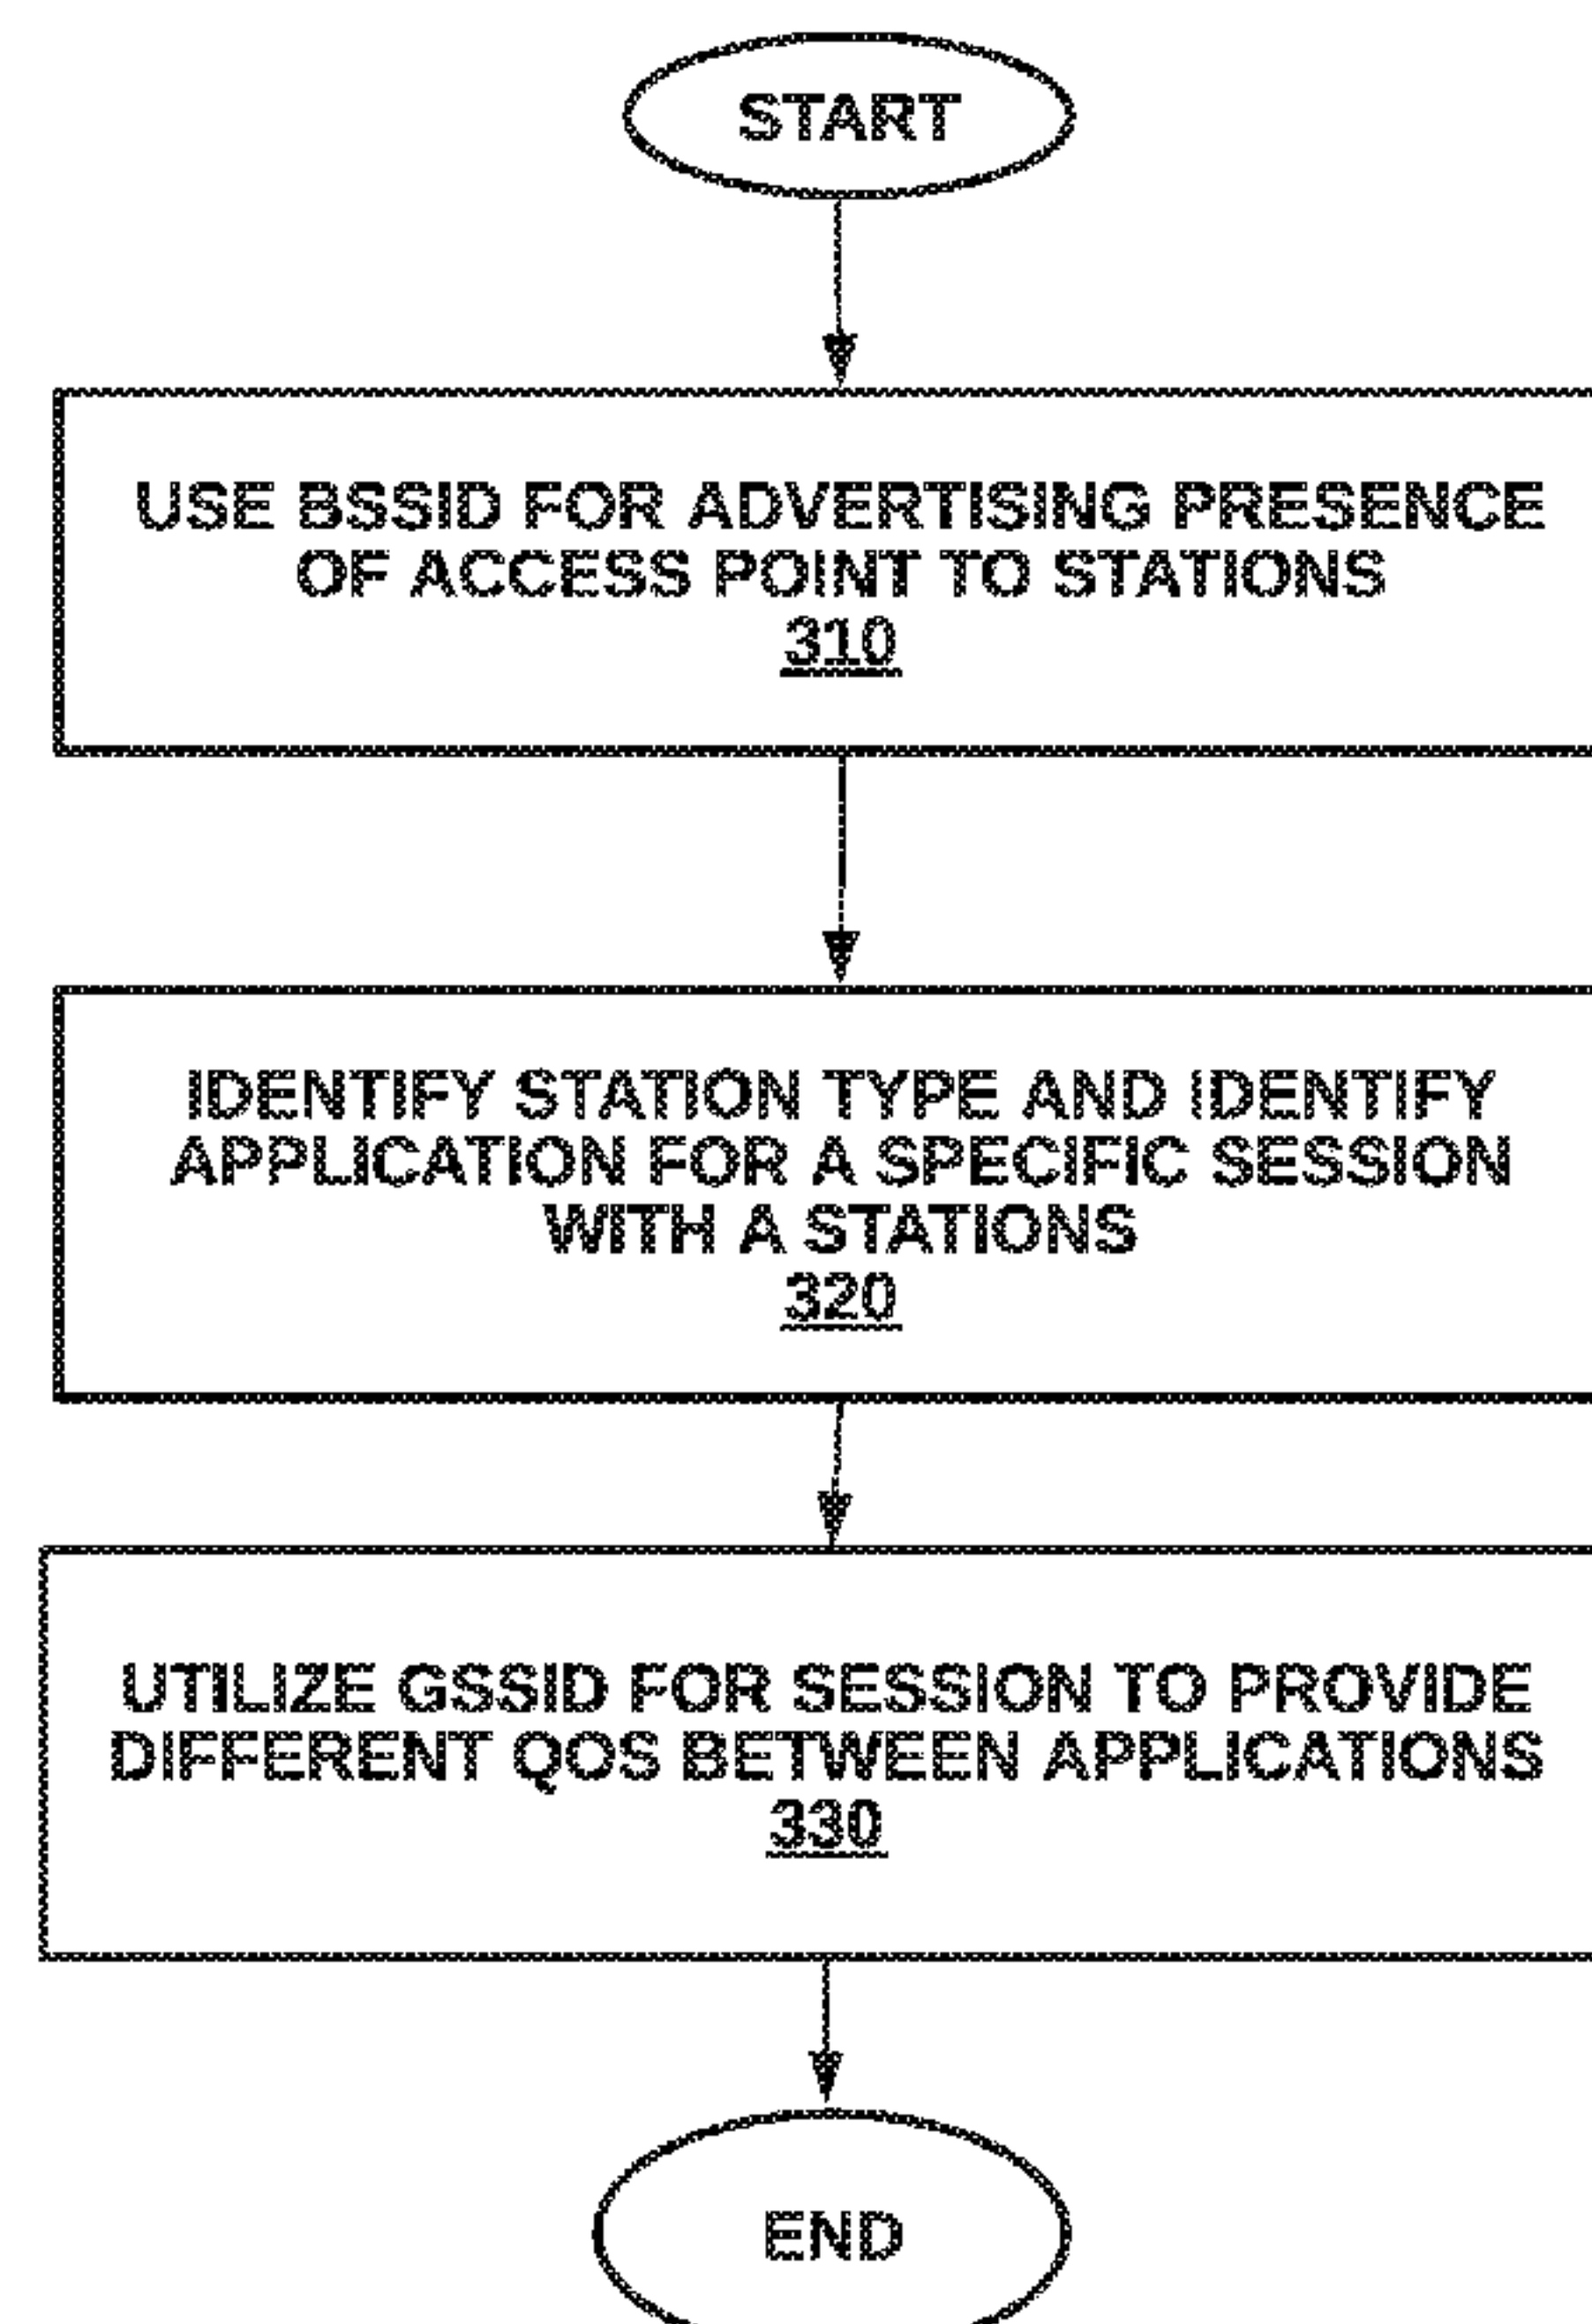 START
USE BSSID FOR ADVERTISING PRESENCE
OF ACCESS POINT TO STATIONS
310
IDENTIFY STATION TYPE AND IDENTIFY
APPLICATION FOR A SPECIFIC SESSION
WITH A STATIONS
320
UTILIZE GSSID FOR SESSION TO PROVIDE
DIFFERENT QOS BETWEEN APPLICATIONS
330
END